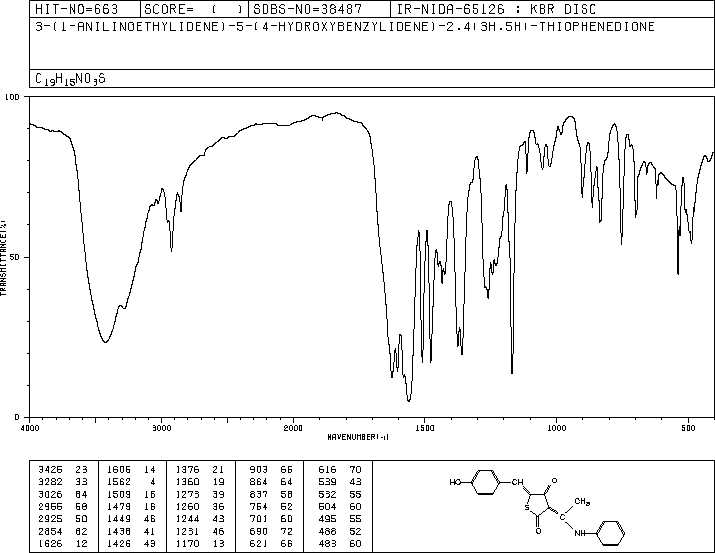 HIT-NO=663 SCORE= ( ) SDBS-NO=38487 IR-NIDA-65126 : KBR DISC
3-(1-ANILINOETHYLIDENE)-5-(4-HYDROXYBENZYLIDENE)-2,4(3H,5H)-THIOPHENEDIONE
C19H15NO3S
100
50
0
TRANSMITTANCE(%)
4000 3000 2000 1500 1000 500
WAVENUMBER(-1)
3426 23 1606 14 1376 21 903 66 616 70
3282 33 1562 4 1360 19 864 64 539 43
3026 64 1509 16 1273 39 837 58 532 55
2966 60 1479 16 1260 36 754 52 504 60
2925 50 1449 46 1244 43 701 60 495 55
2854 62 1438 41 1231 46 690 72 488 52
1626 12 1426 43 1170 13 621 66 483 60
HO
CH
O
CH3
S
C
O
NH